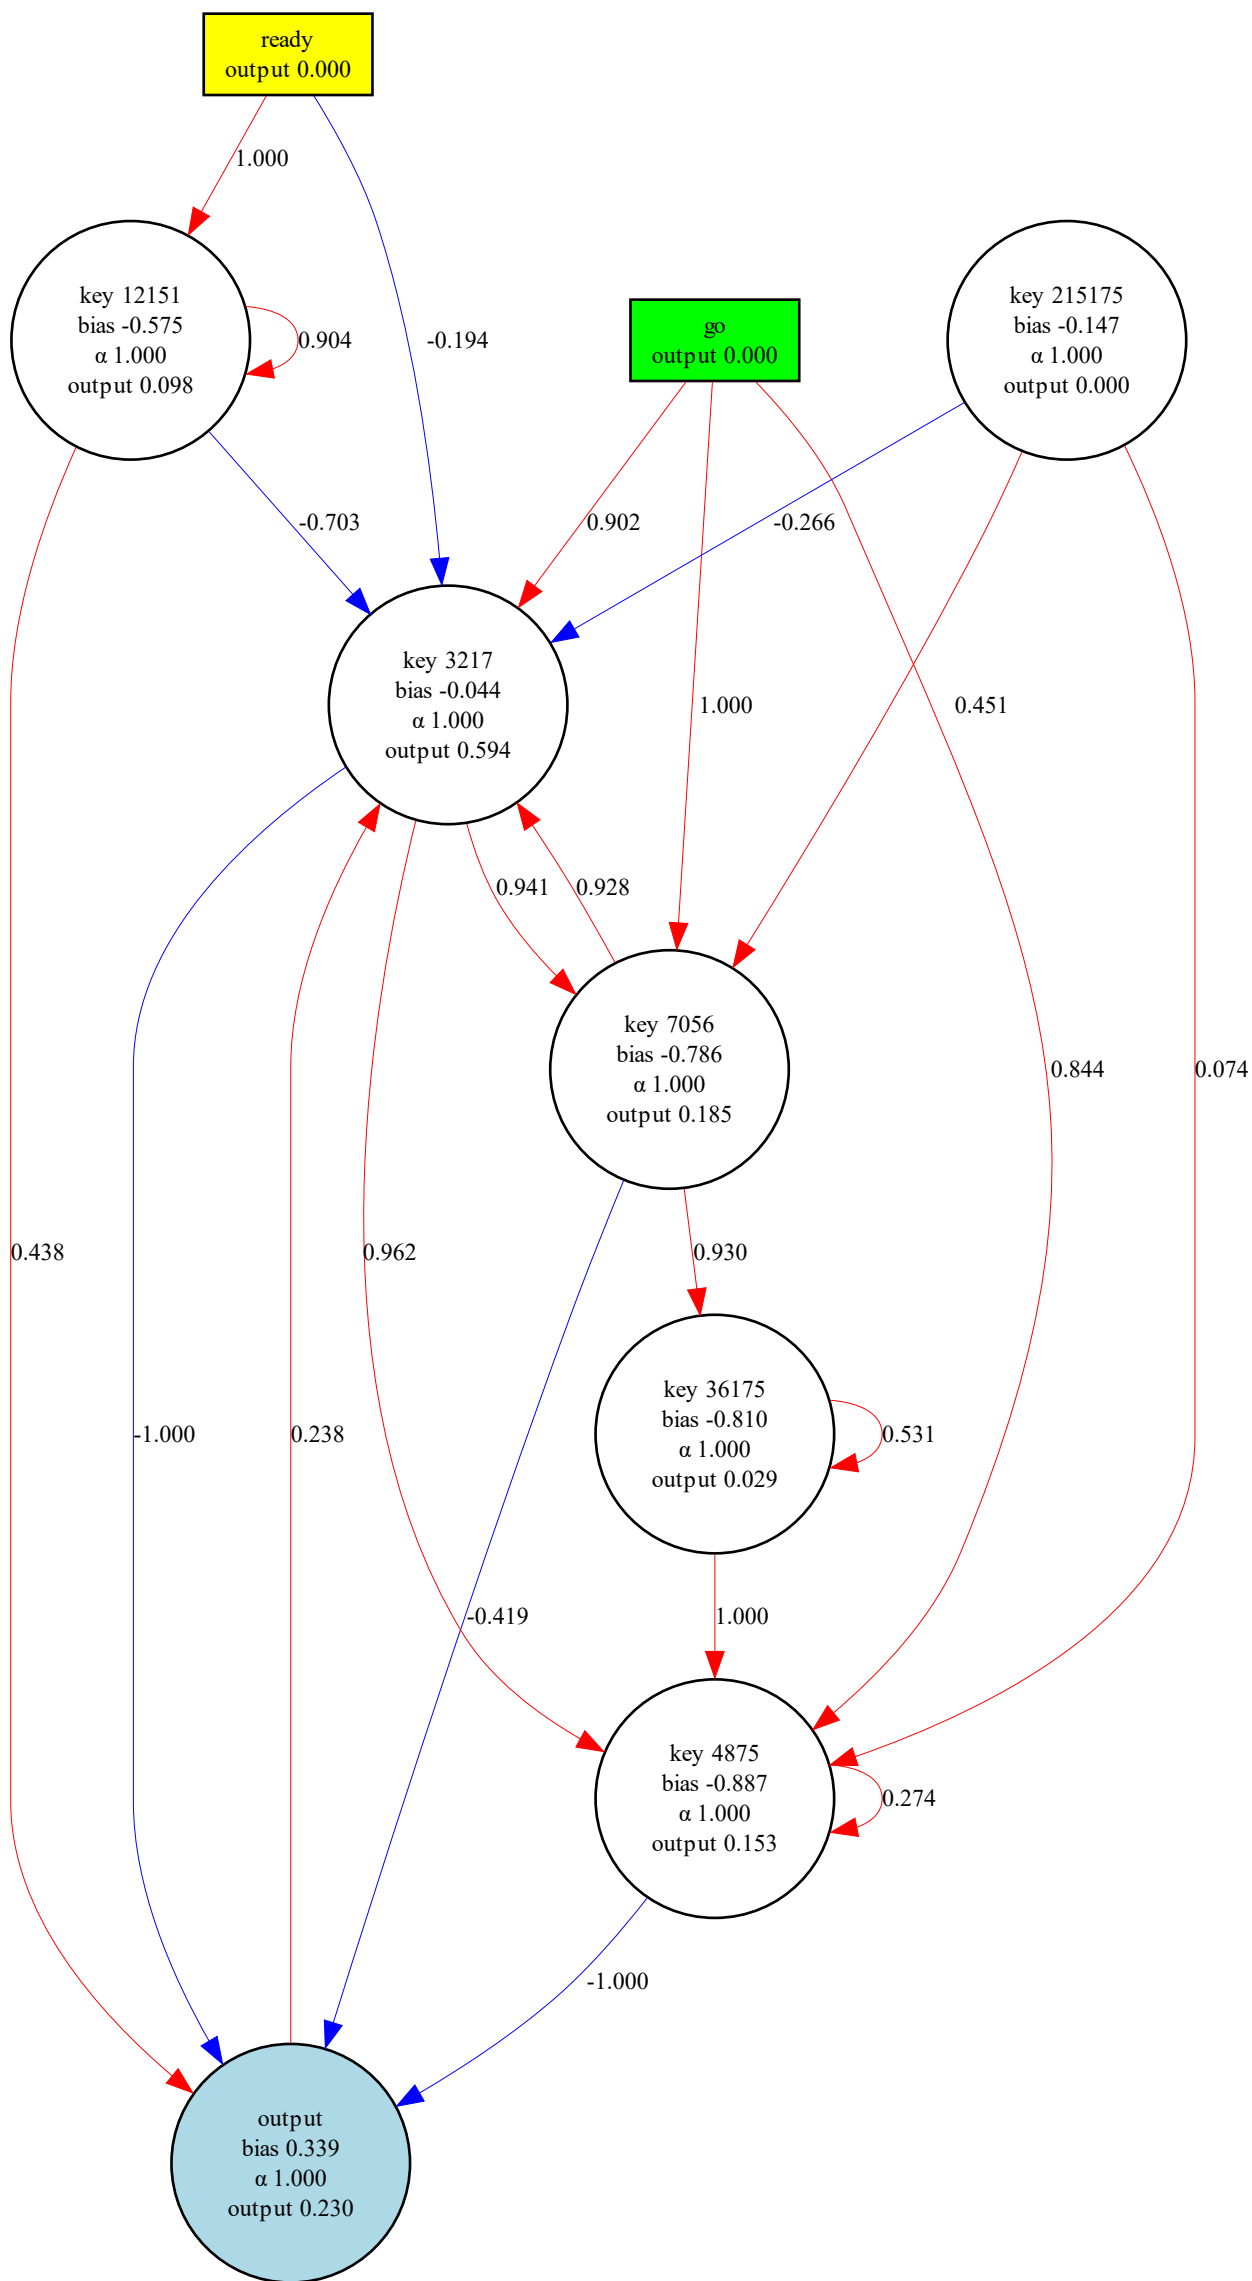 ready
output 0.000
1.000
key 12151
bias -0.575
α 1.000
output 0.098
0.904
-0.194
go
output 0.000
key 215175
bias -0.147
α 1.000
output 0.000
-0.703
0.902
-0.266
key 3217
bias -0.044
α 1.000
output 0.594
1.000
0.451
0.941
0.928
key 7056
bias -0.786
α 1.000
output 0.185
0.844
0.074
0.438
0.962
0.930
-1.000
0.238
key 36175
bias -0.810
α 1.000
output 0.029
0.531
-0.419
1.000
key 4875
bias -0.887
α 1.000
output 0.153
0.274
-1.000
output
bias 0.339
α 1.000
output 0.230